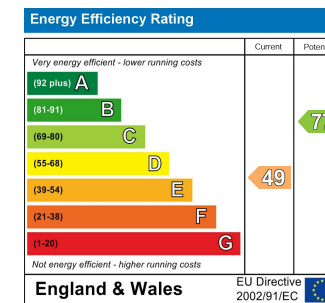 Energy Efficiency Rating
Current
Very energy efficient - lower running costs
(92 plus) A
(81-91) B
(69-80) C
(55-68) D
(39-54) E
(21-38) F
(1-20) G
49
Not energy efficient - higher running costs
England & Wales
EU Directive
2002/91/EC